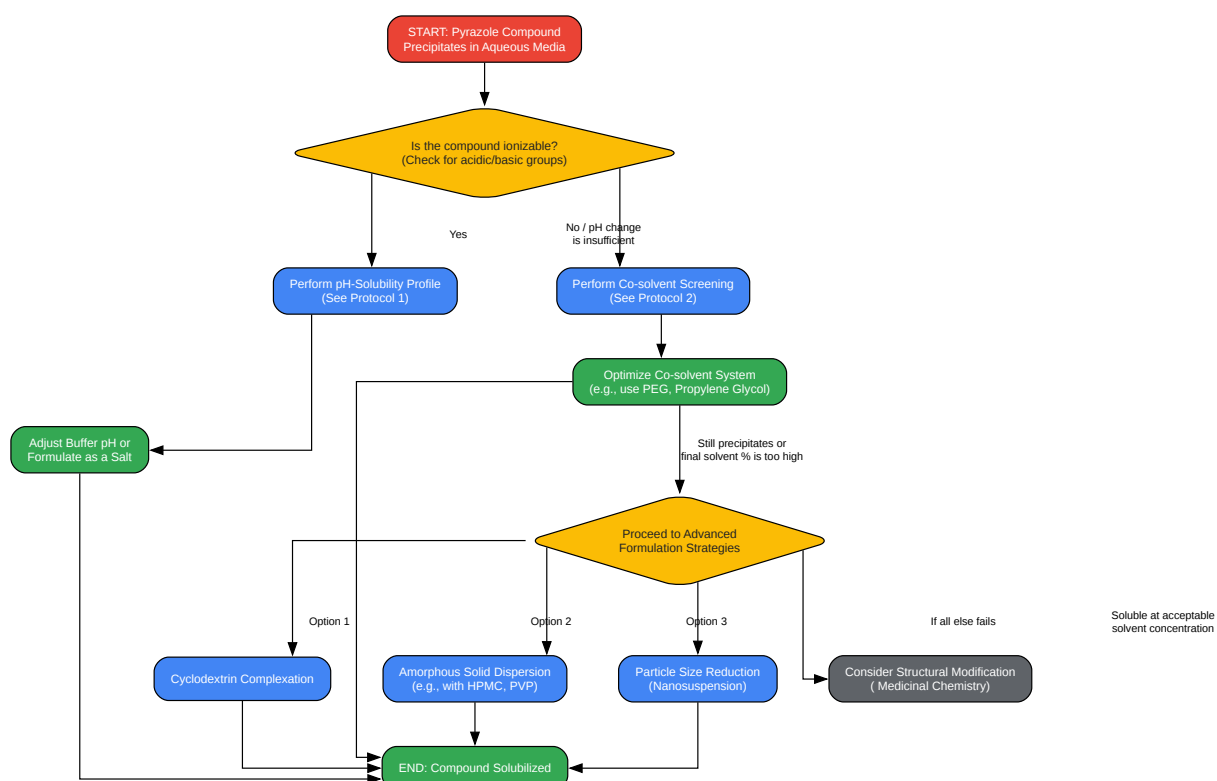 START: Pyrazole Compound
Precipitates in Aqueous Media
Is the compound ionizable?
(Check for acidic/basic groups)
Yes
No / pH change
is insufficient
Perform pH-Solubility Profile
(See Protocol 1)
Perform Co-solvent Screening
(See Protocol 2)
Optimize Co-solvent System
(e.g., use PEG, Propylene Glycol)
Adjust Buffer pH or
Formulate as a Salt
Still precipitates or
final solvent % is too high
Proceed to Advanced
Formulation Strategies
Option 1
Option 2
Option 3
If all else fails
Soluble at acceptable
solvent concentration
Cyclodextrin Complexation
Amorphous Solid Dispersion
(e.g., with HPMC, PVP)
Particle Size Reduction
(Nanosuspension)
Consider Structural Modification
( Medicinal Chemistry)
END: Compound Solubilized